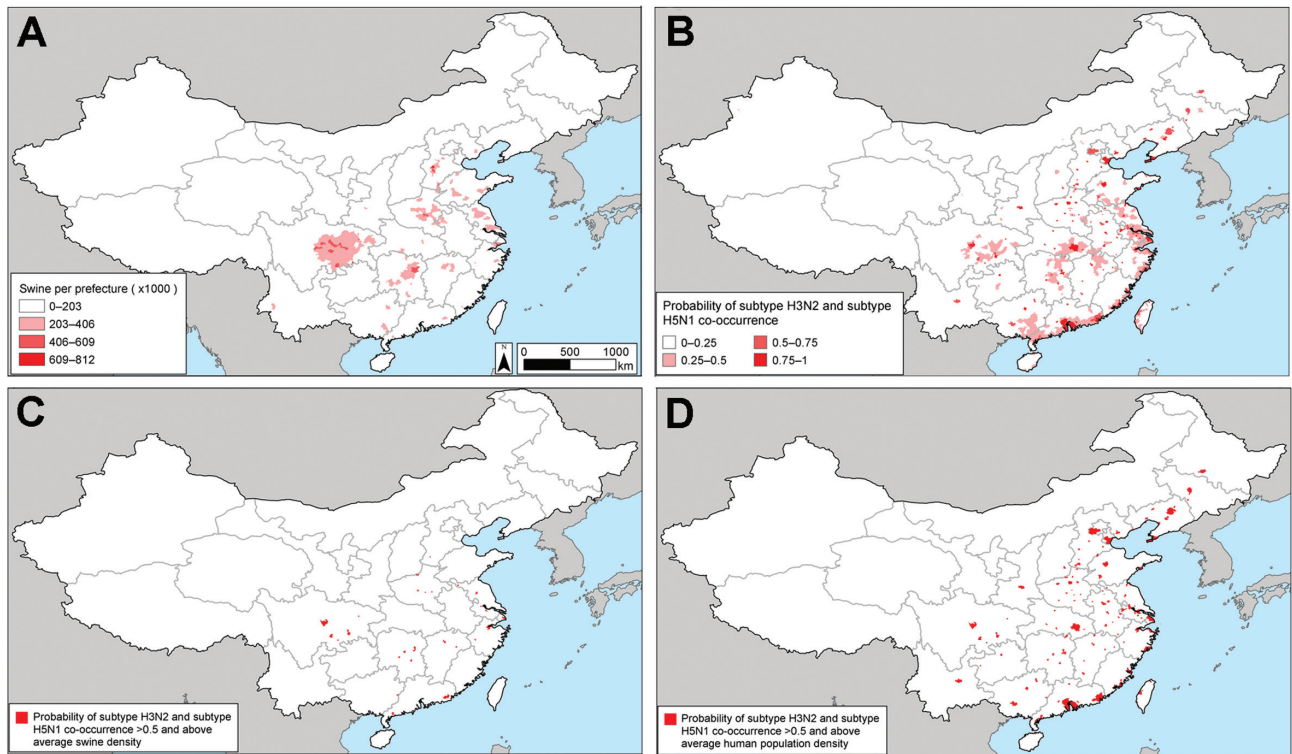 A
Swine per prefecture ( x1000 )
0–203
203–406
406–609
609–812
N
0 500 1000
km
B
Probability of subtype H3N2 and subtype
H5N1 co-occurrence
0–0.25 0.5–0.75
0.25–0.5 0.75–1
C
Probability of subtype H3N2 and subtype
H5N1 co-occurrence >0.5 and above
average swine density
D
Probability of subtype H3N2 and subtype
H5N1 co-occurrence >0.5 and above
average human population density